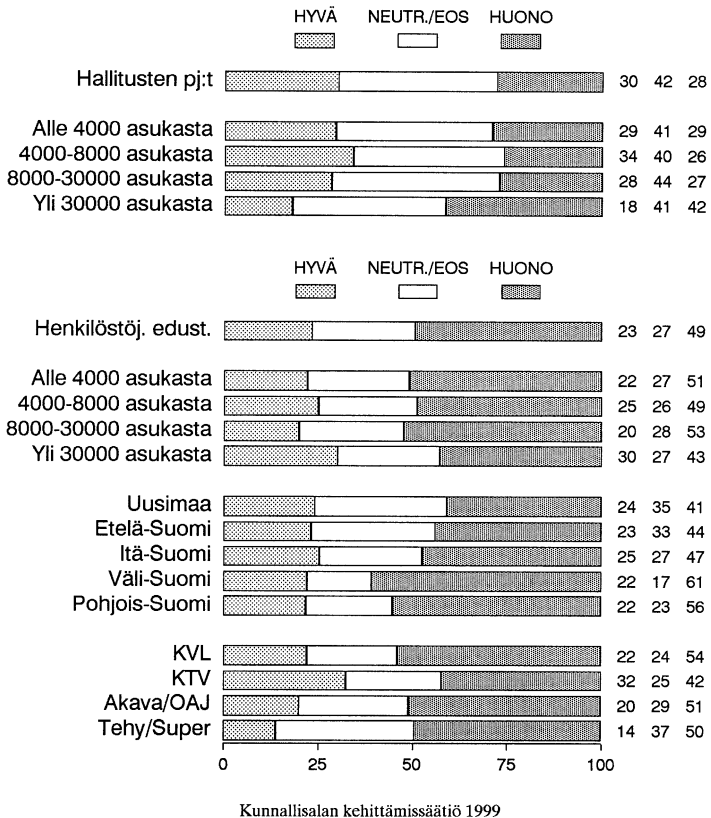 HYVÄ NEUTR./EOS HUONO
Hallitusten pj:t 30 42 28
Alle 4000 asukasta 29 41 29
4000-8000 asukasta 34 40 26
8000-30000 asukasta 28 44 27
Yli 30000 asukasta 18 41 42
HYVÄ NEUTR./EOS HUONO
Henkilöstöj. edust. 23 27 49
Alle 4000 asukasta 22 27 51
4000-8000 asukasta 25 26 49
8000-30000 asukasta 20 28 53
Yli 30000 asukasta 30 27 43
Uusimaa 24 35 41
Etelä-Suomi 23 33 44
Itä-Suomi 25 27 47
Väli-Suomi 22 17 61
Pohjois-Suomi 22 23 56
KVL 22 24 54
KTV 32 25 42
Akava/OAJ 20 29 51
Tehy/Super 14 37 50
0 25 50 75 100
Kunnallisalan kehittämissäätiö 1999